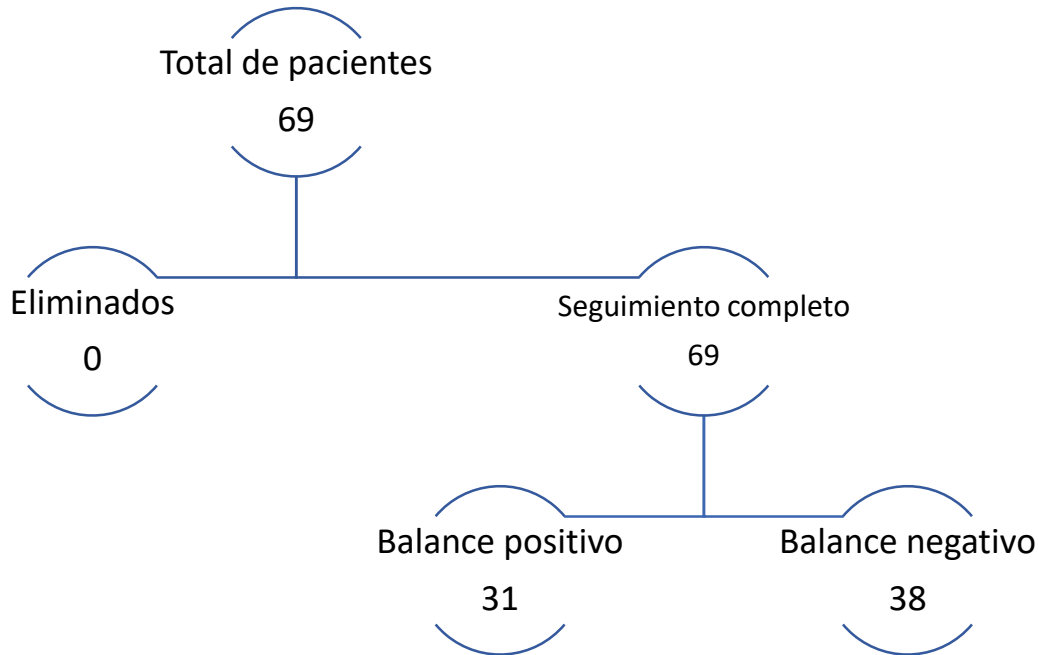 Total de pacientes
69
Eliminados
0
Seguimiento completo
69
Balance positivo
31
Balance negativo
38